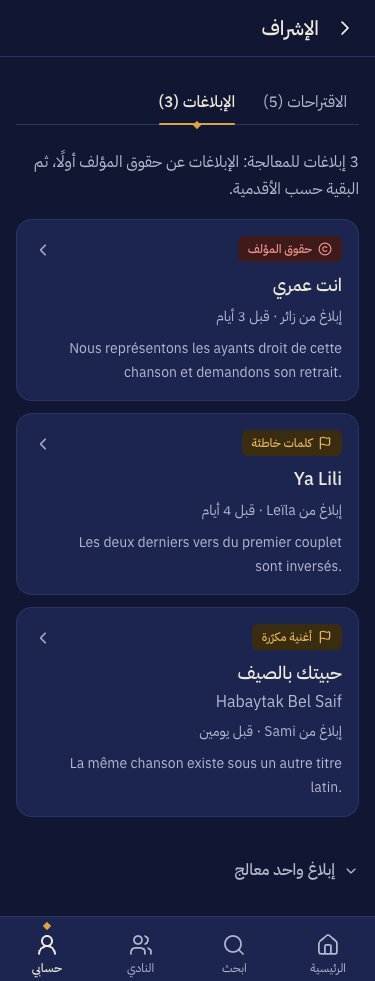 الإشراف
الاقتراحات (5)
الإبلاغات (3)
3 إبلاغات للمعالجة: الإبلاغات عن حقوق المؤلف أولًا، ثم
البقية حسب الأقدمية.
حقوق المؤلف
انت عمري
إبلاغ من زائر · قبل 3 أيام
Nous représentons les ayants droit de cette
chanson et demandons son retrait.
كلمات خاطئة
Ya Lili
إبلاغ من Leïla · قبل 4 أيام
Les deux derniers vers du premier couplet
sont inversés.
أغنية مكرّرة
حبيتك بالصيف
Habaytak Bel Saif
إبلاغ من Sami · قبل يومين
La même chanson existe sous un autre titre
latin.
إبلاغ واحد معالج
الرئيسية
ابحث
النادي
حسابي